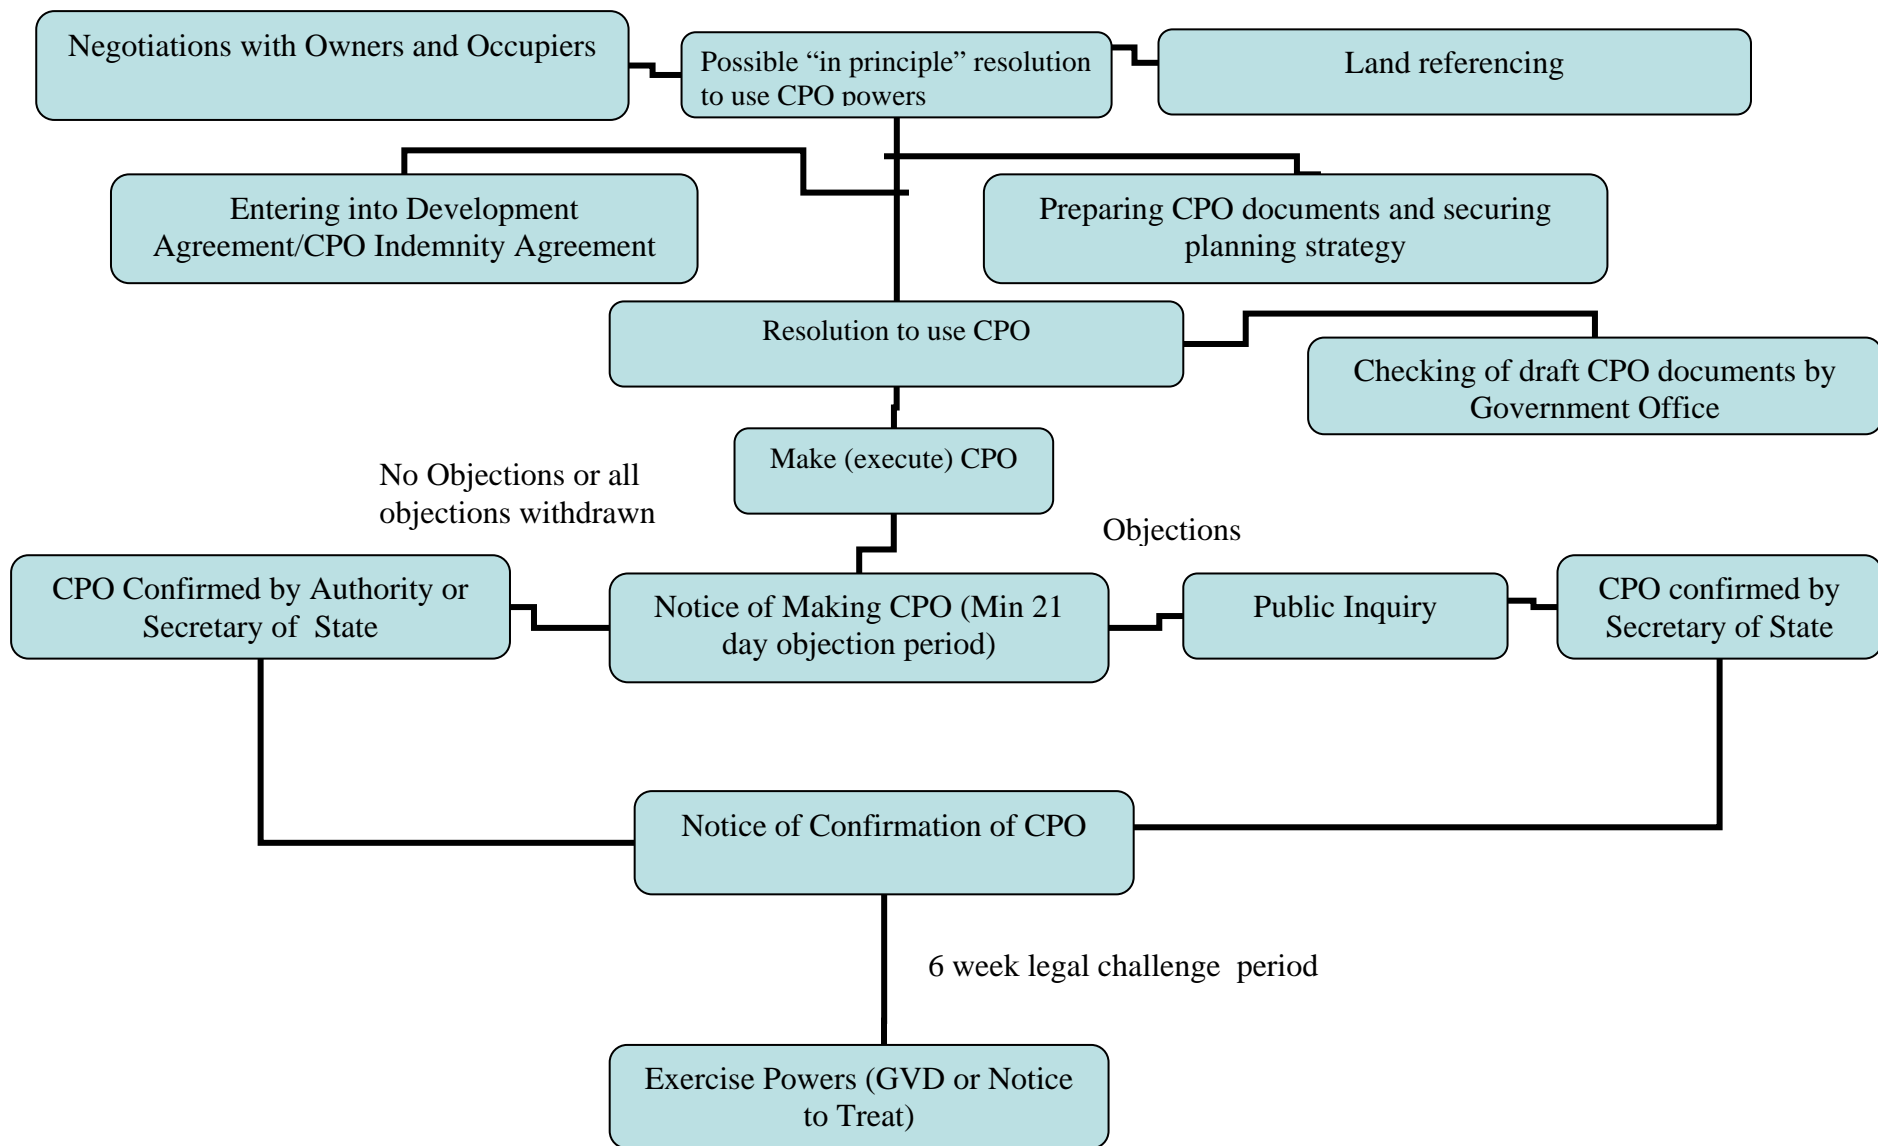 Negotiations with Owners and Occupiers
Possible “in principle” resolution
to use CPO powers
Land referencing
Entering into Development
Agreement/CPO Indemnity Agreement
Preparing CPO documents and securing
planning strategy
Resolution to use CPO
Checking of draft CPO documents by
Government Office
Make (execute) CPO
No Objections or all
objections withdrawn
Objections
CPO Confirmed by Authority or
Secretary of State
Notice of Making CPO (Min 21
day objection period)
Public Inquiry
CPO confirmed by
Secretary of State
Notice of Confirmation of CPO
6 week legal challenge period
Exercise Powers (GVD or Notice
to Treat)